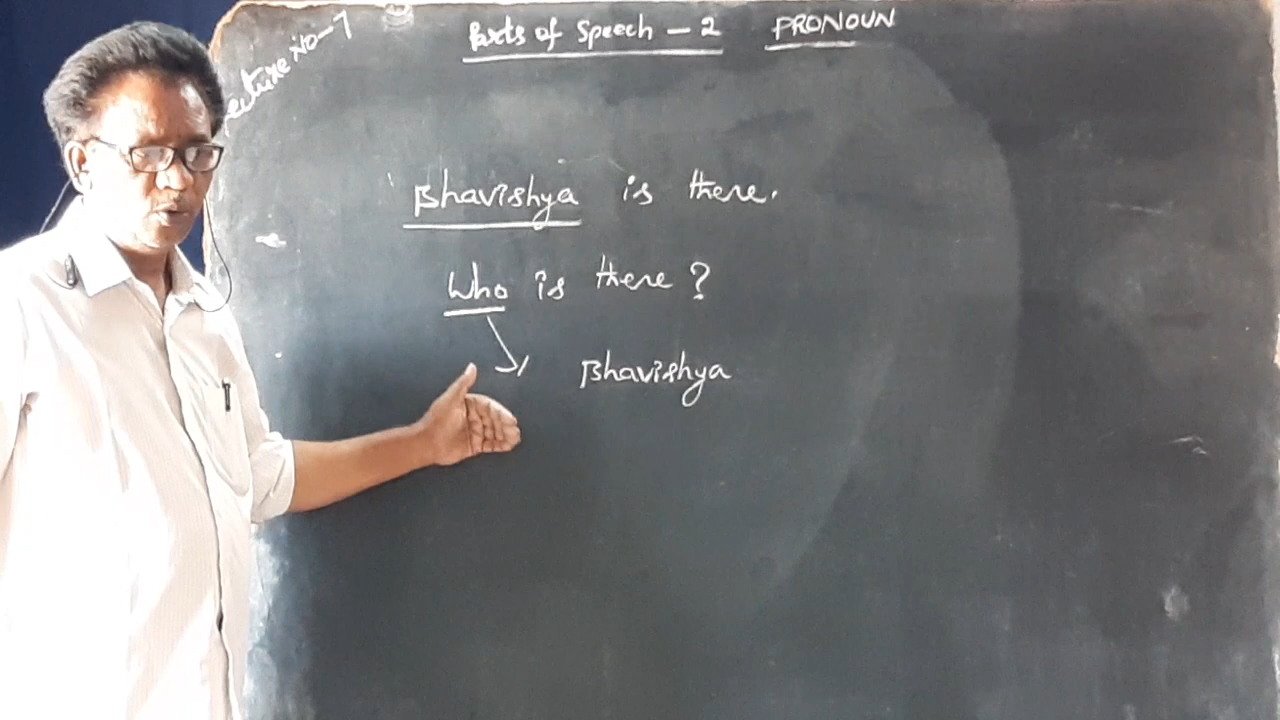 Lecture No-7
Parts of Speech - 2 PRONOUN
Bhavishya is there.
Who is there?
Bhavishya